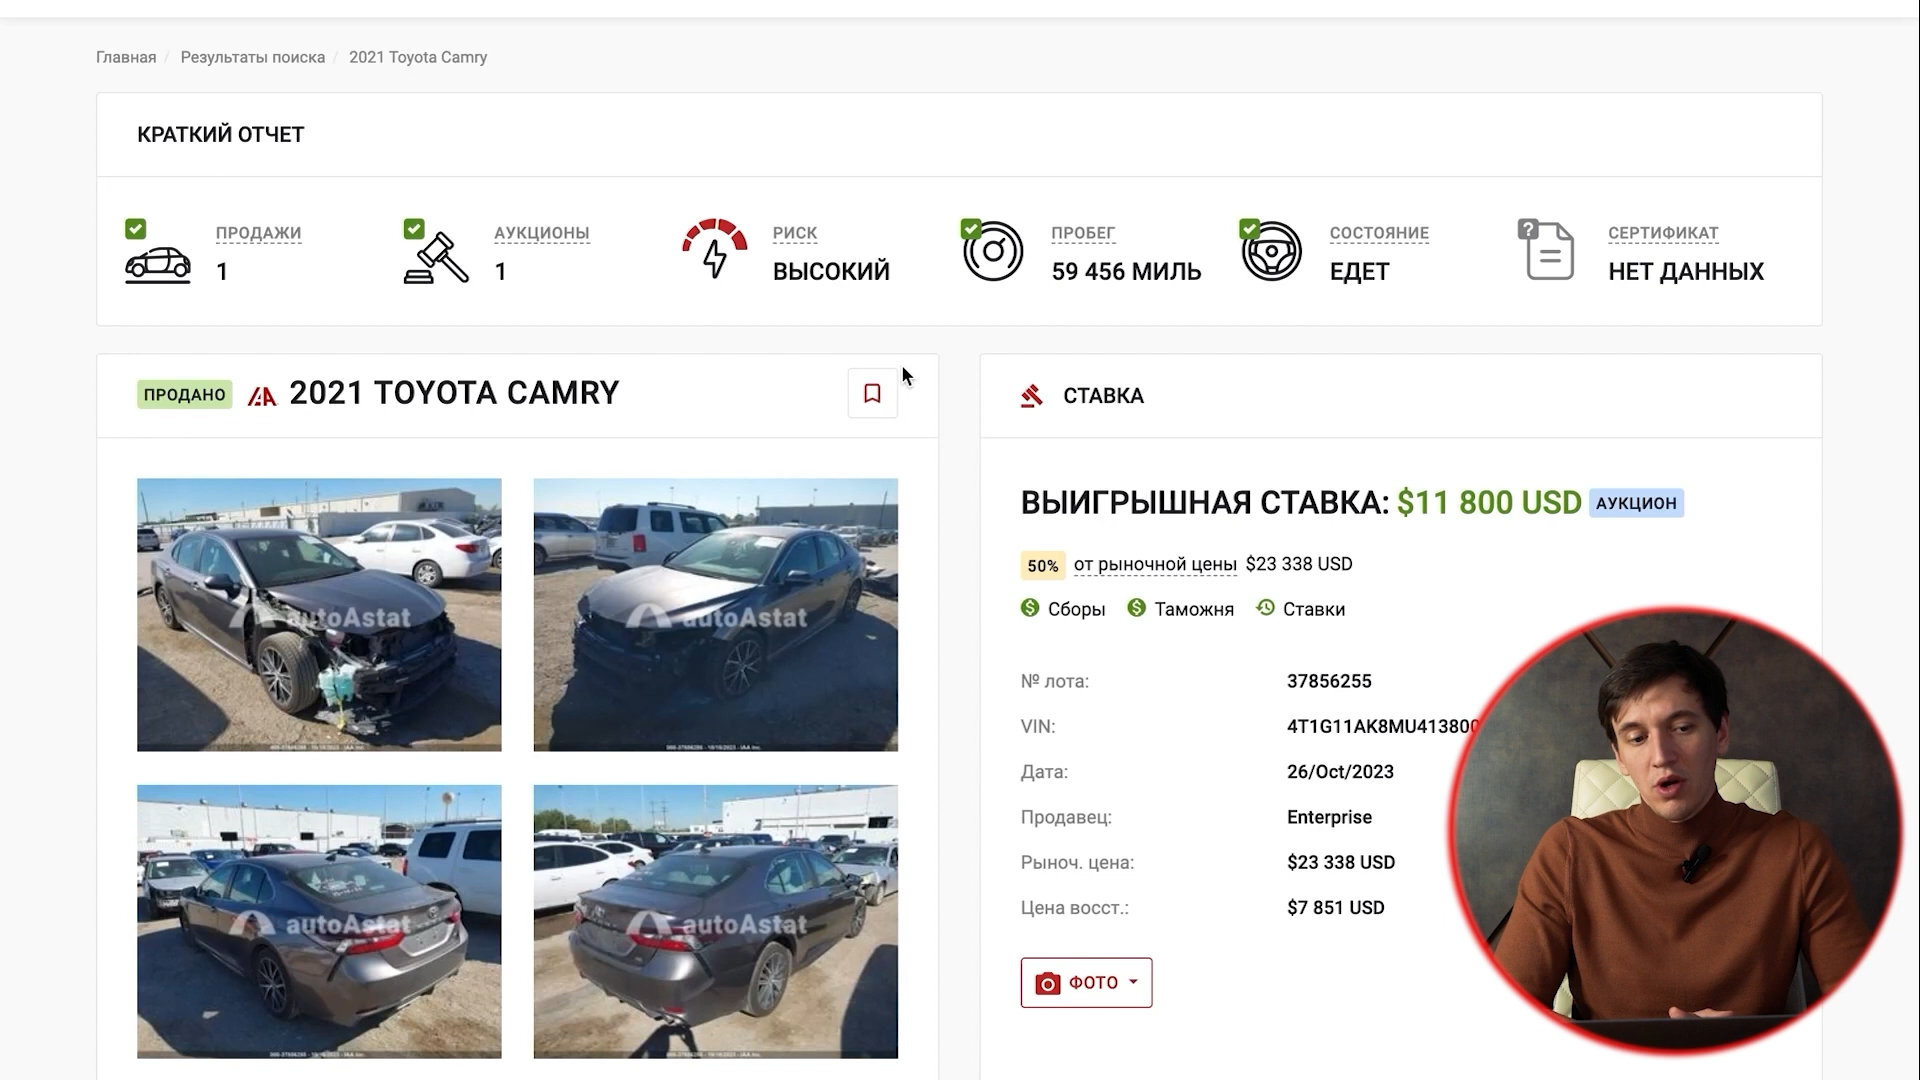 Главная / Результаты поиска / 2021 Toyota Camry
КРАТКИЙ ОТЧЕТ
ПРОДАЖИ
1
АУКЦИОНЫ
1
РИСК
ВЫСОКИЙ
ПРОБЕГ
59 456 МИЛЬ
СОСТОЯНИЕ
ЕДЕТ
?
СЕРТИФИКАТ
НЕТ ДАННЫХ
ПРОДАНО IAA 2021 TOYOTA CAMRY
autoAstat
autoAstat
autoAstat
autoAstat
СТАВКА
ВЫИГРЫШНАЯ СТАВКА: $11 800 USD АУКЦИОН
50% от рыночной цены $23 338 USD
Сборы Таможня Ставки
№ лота: 37856255
VIN: 4T1G11AK8MU413800
Дата: 26/Oct/2023
Продавец: Enterprise
Рыноч. цена: $23 338 USD
Цена восст.: $7 851 USD
ФОТО